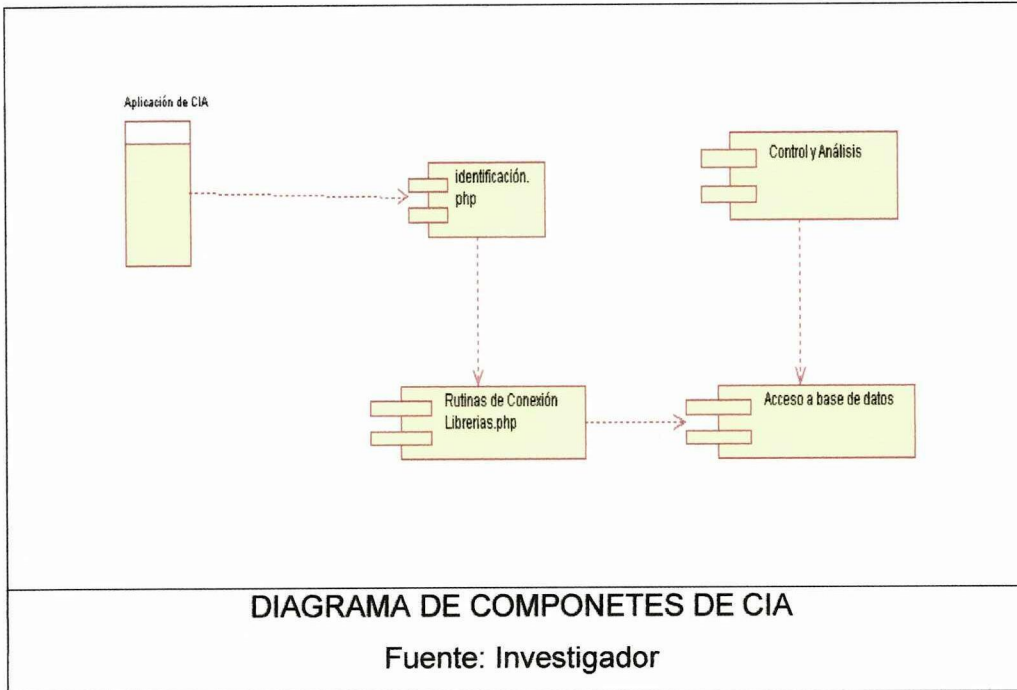 Aplicación de CIA
identificación.
php
Control y Análisis
Rutinas de Conexión
Librerias.php
Acceso a base de datos
DIAGRAMA DE COMPONETES DE CIA
Fuente: Investigador